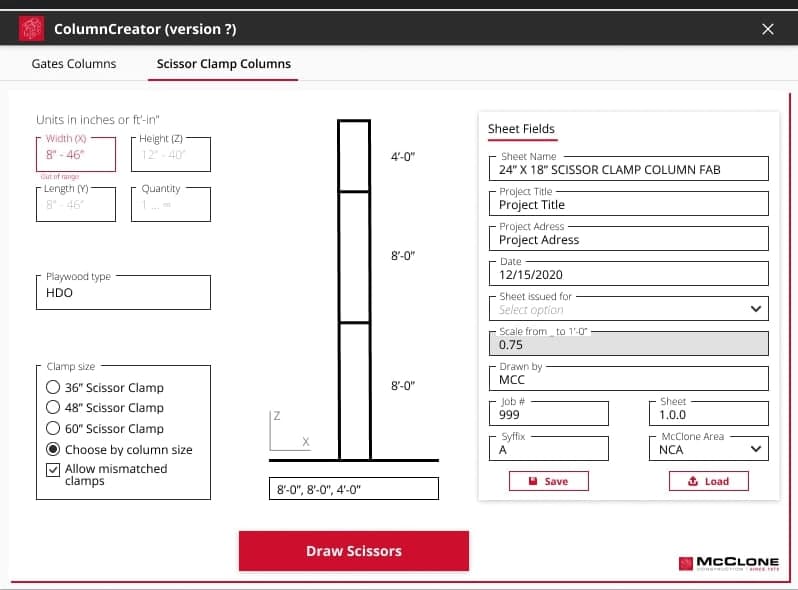 ColumnCreator (version ?)
Gates Columns
Scissor Clamp Columns
Units in inches or ft'-in"
Width (X)
8" - 46"
Out of range
Height (Z)
12" - 40"
Length (Y)
8" - 46"
Quantity
1 ... ∞
Playwood type
HDO
Clamp size
36" Scissor Clamp
48" Scissor Clamp
60" Scissor Clamp
Choose by column size
Allow mismatched
clamps
4'-0"
8'-0"
8'-0"
Z
X
8'-0", 8'-0", 4'-0"
Draw Scissors
Sheet Fields
Sheet Name
24" X 18" SCISSOR CLAMP COLUMN FAB
Project Title
Project Title
Project Adress
Project Adress
Date
12/15/2020
Sheet issued for
Select option
Scale from _ to 1'-0"
0.75
Drawn by
MCC
Job #
999
Sheet
1.0.0
Syffix
A
McClone Area
NCA
Save
Load
McCLONE
CONSTRUCTION | SINCE 1976